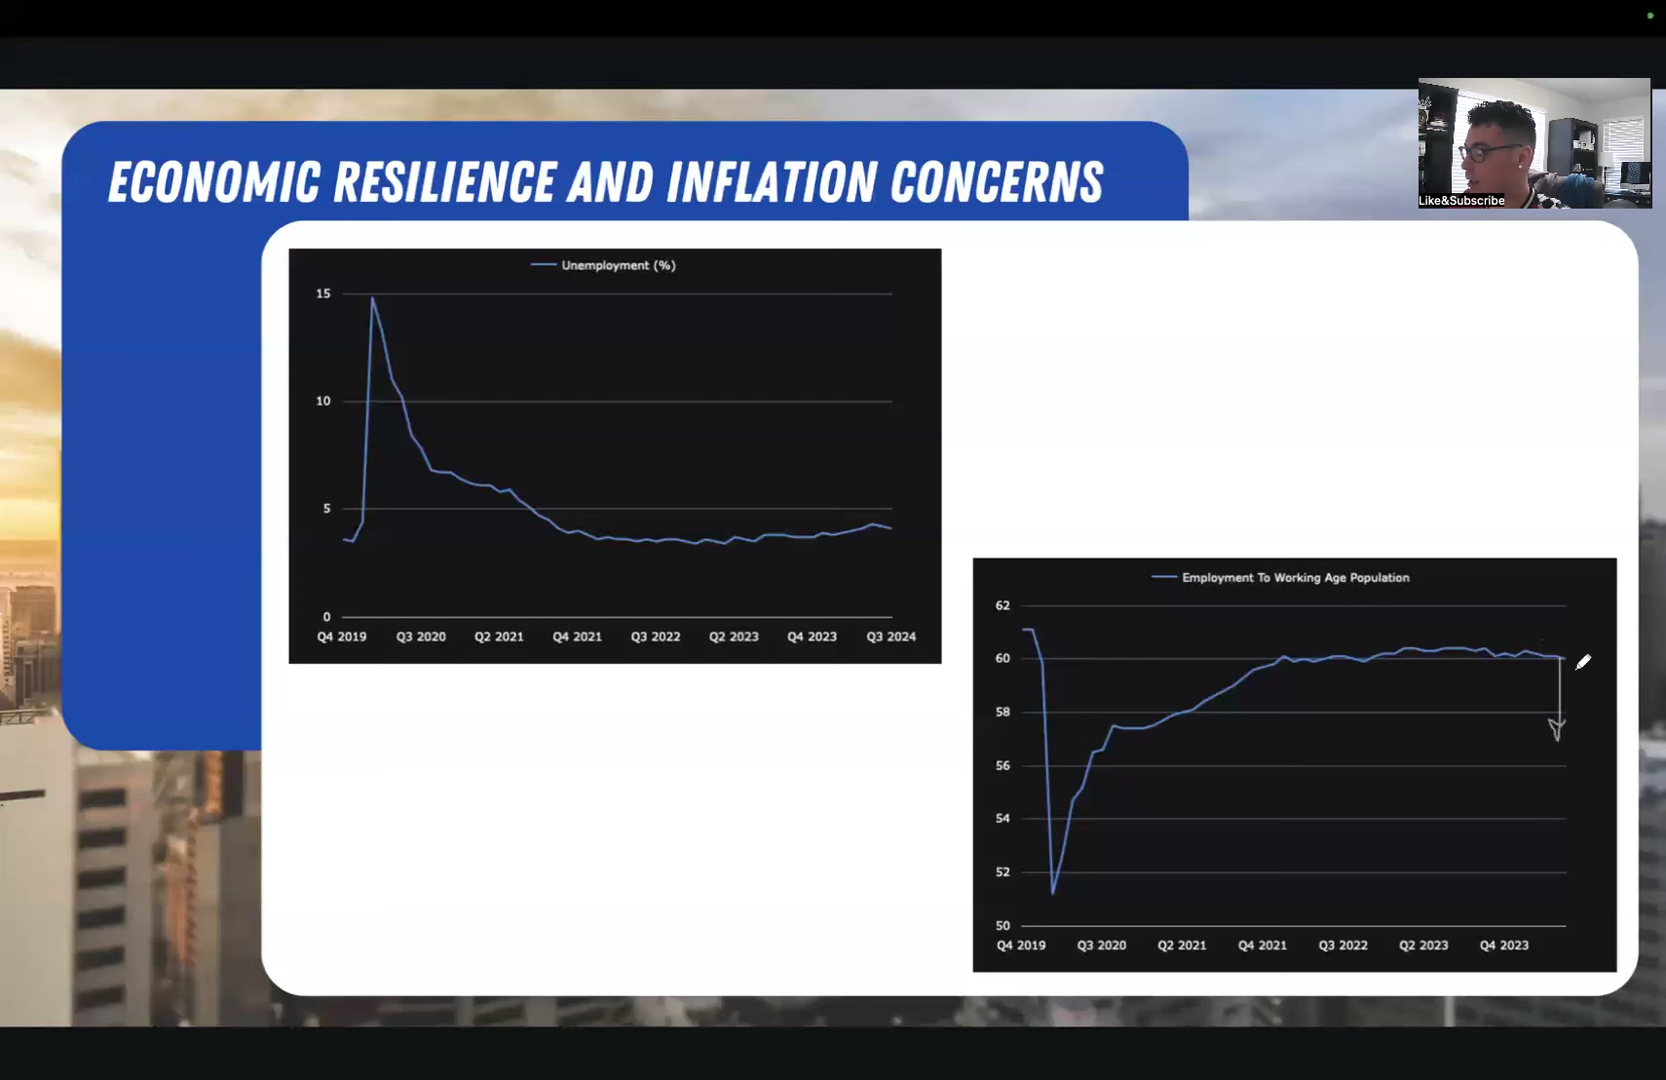 ECONOMIC RESILIENCE AND INFLATION CONCERNS
Like&Subscribe
Unemployment (%)
15
10
5
0
Q4 2019 Q3 2020 Q2 2021 Q4 2021 Q3 2022 Q2 2023 Q4 2023 Q3 2024
Employment To Working Age Population
62
60
58
56
54
52
50
Q4 2019 Q3 2020 Q2 2021 Q4 2021 Q3 2022 Q2 2023 Q4 2023